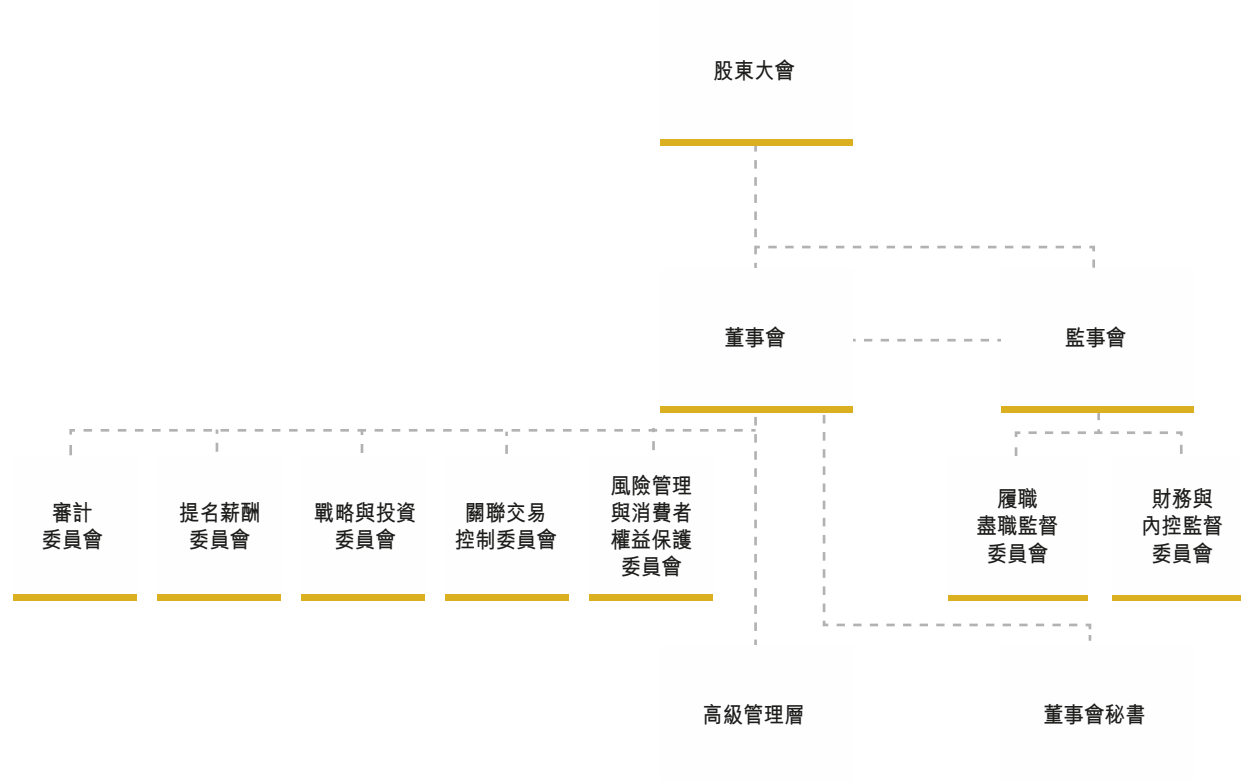 股東大會
董事會
監事會
審計
委員會
提名薪酬
委員會
戰略與投資
委員會
關聯交易
控制委員會
風險管理
與消費者
權益保護
委員會
履職
盡職監督
委員會
財務與
內控監督
委員會
高級管理層
董事會秘書